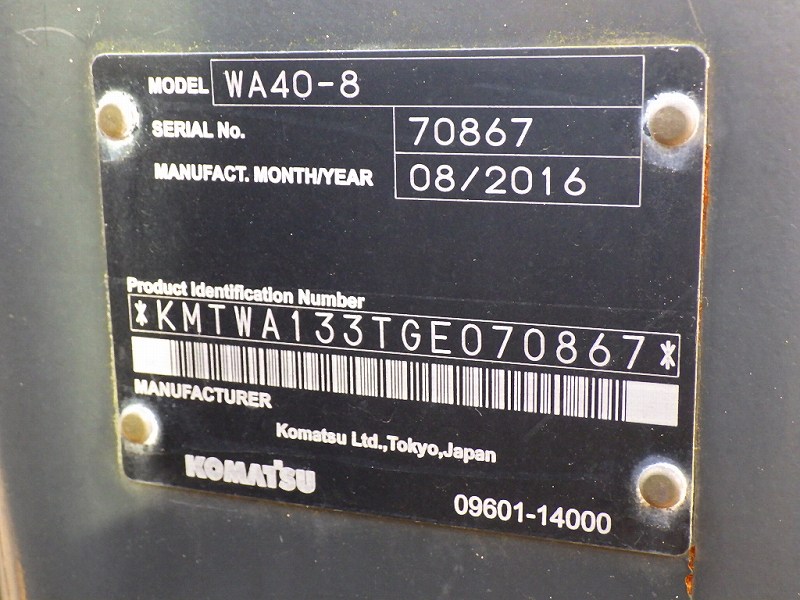 MODEL WA40-8
SERIAL No. 70867
MANUFACT. MONTH/YEAR 08/2016
Product Identification Number
*KMTWA133TGE070867*
MANUFACTURER
Komatsu Ltd.,Tokyo,Japan
KOMATSU
09601-14000